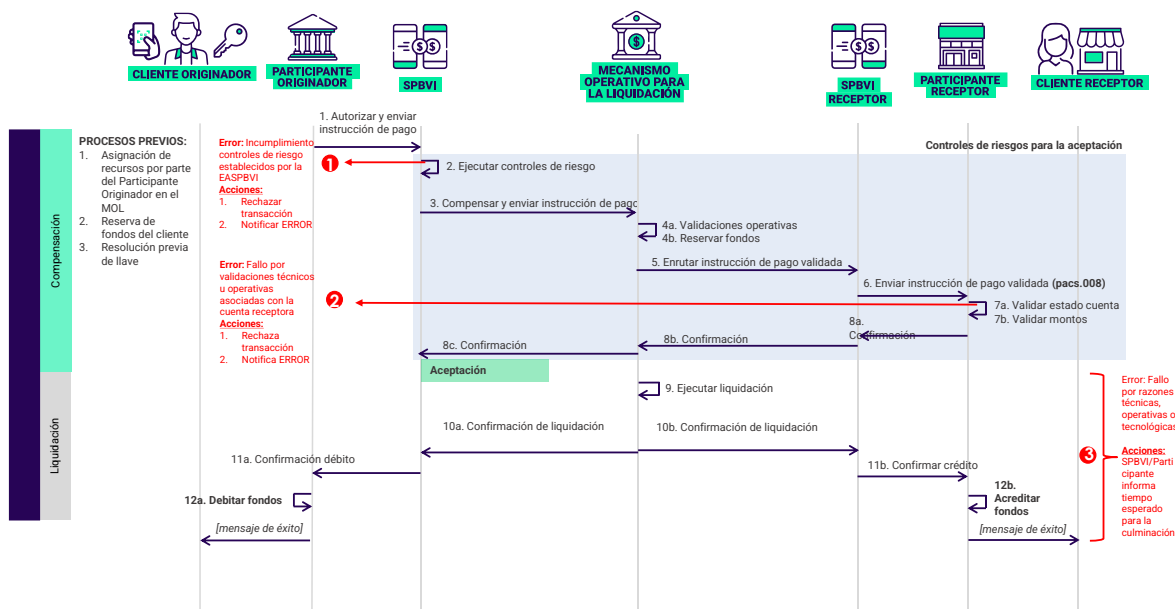 CLIENTE ORIGINADOR
PARTICIPANTE
ORIGINADOR
SPBVI
MECANISMO
OPERATIVO PARA
LA LIQUIDACIÓN
SPBVI
RECEPTOR
PARTICIPANTE
RECEPTOR
CLIENTE RECEPTOR
Compensación
Liquidación
PROCESOS PREVIOS:
1. Asignación de
recursos por parte
del Participante
Originador en el
MOL
2. Reserva de
fondos del cliente
3. Resolución previa
de llave
Error: Incumplimiento
controles de riesgo
establecidos por la
EASPBVI
Acciones:
1. Rechazar
transacción
2. Notificar ERROR
1
Error: Fallo por
validaciones técnicos
u operativas
asociadas con la
cuenta receptora
Acciones:
1. Rechaza
transacción
2. Notifica ERROR
2
1. Autorizar y enviar
instrucción de pago
Controles de riesgos para la aceptación
2. Ejecutar controles de riesgo
3. Compensar y enviar instrucción de pago
4a. Validaciones operativas
4b. Reservar fondos
5. Enrutar instrucción de pago validada
6. Enviar instrucción de pago validada (pacs.008)
7a. Validar estado cuenta
7b. Validar montos
8a.
Confirmación
8b. Confirmación
8c. Confirmación
Aceptación
9. Ejecutar liquidación
10a. Confirmación de liquidación
10b. Confirmación de liquidación
11a. Confirmación débito
11b. Confirmar crédito
12a. Debitar fondos
12b.
Acreditar
fondos
[mensaje de éxito]
[mensaje de éxito]
Error: Fallo
por razones
técnicas,
operativas o
tecnológicas
3
Acciones:
SPBVI/Parti
cipante
informa
tiempo
esperado
para la
culminación